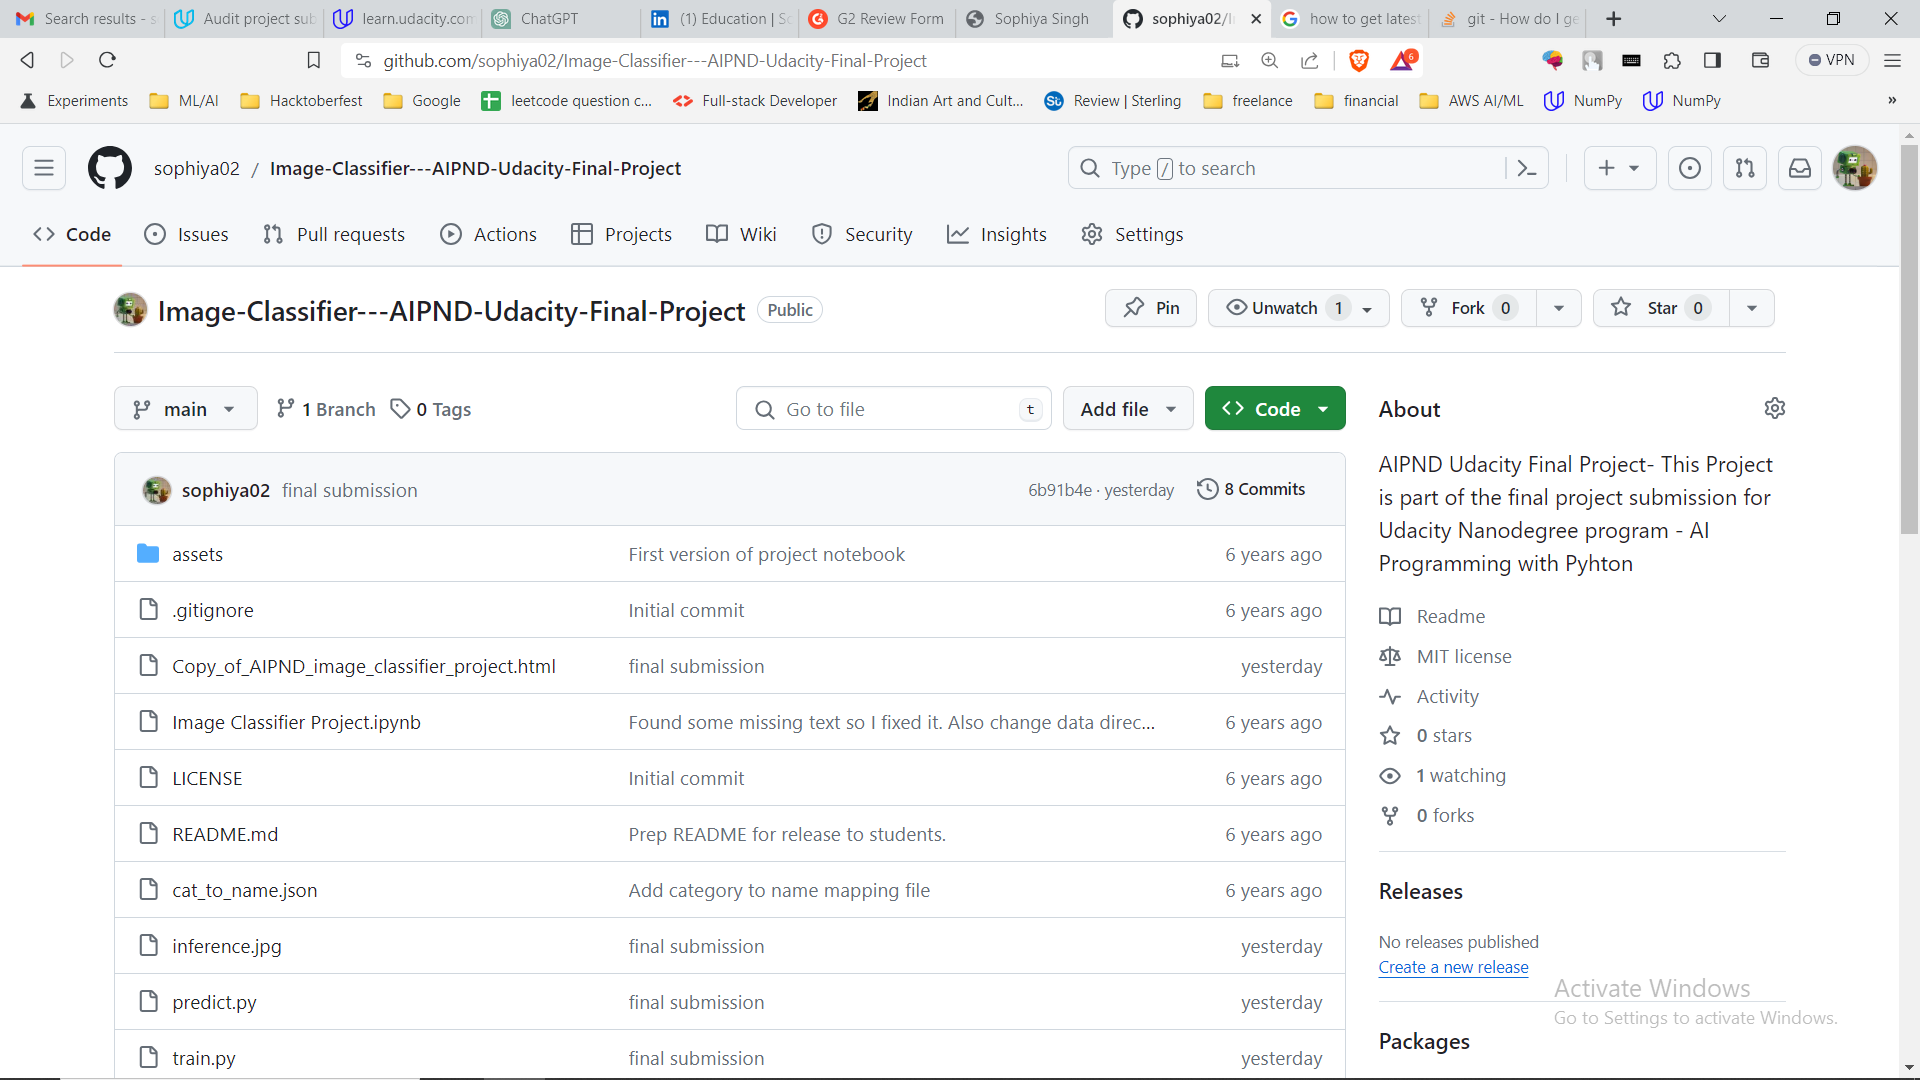 Search results - s
Audit project sub
learn.udacity.com
ChatGPT
(1) Education | Sc
G2 Review Form
Sophiya Singh
sophiya02/I
how to get latest
git - How do I ge
github.com/sophiya02/Image-Classifier---AIPND-Udacity-Final-Project
6
VPN
Experiments
ML/AI
Hacktoberfest
Google
leetcode question c...
Full-stack Developer
Indian Art and Cult...
Review | Sterling
freelance
financial
AWS AI/ML
NumPy
NumPy
»
sophiya02 / Image-Classifier---AIPND-Udacity-Final-Project
Type / to search
Code
Issues
Pull requests
Actions
Projects
Wiki
Security
Insights
Settings
Image-Classifier---AIPND-Udacity-Final-Project Public
Pin
Unwatch 1
Fork 0
Star 0
main
1 Branch
0 Tags
Go to file t
Add file
Code
sophiya02 final submission 6b91b4e · yesterday 8 Commits
assets First version of project notebook 6 years ago
.gitignore Initial commit 6 years ago
Copy_of_AIPND_image_classifier_project.html final submission yesterday
Image Classifier Project.ipynb Found some missing text so I fixed it. Also change data direc... 6 years ago
LICENSE Initial commit 6 years ago
README.md Prep README for release to students. 6 years ago
cat_to_name.json Add category to name mapping file 6 years ago
inference.jpg final submission yesterday
predict.py final submission yesterday
train.py final submission yesterday
About
AIPND Udacity Final Project- This Project
is part of the final project submission for
Udacity Nanodegree program - AI
Programming with Pyhton
Readme
MIT license
Activity
0 stars
1 watching
0 forks
Releases
No releases published
Create a new release
Packages
Activate Windows
Go to Settings to activate Windows.